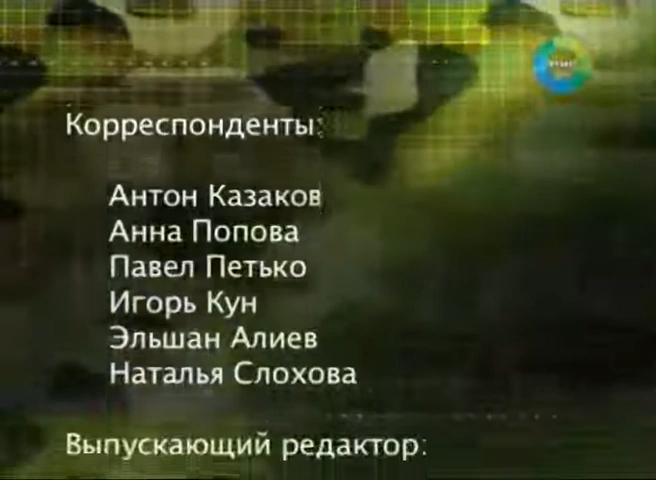 Корреспонденты:
Антон Казаков
Анна Попова
Павел Петько
Игорь Кун
Эльшан Алиев
Наталья Слохова
Выпускающий редактор: